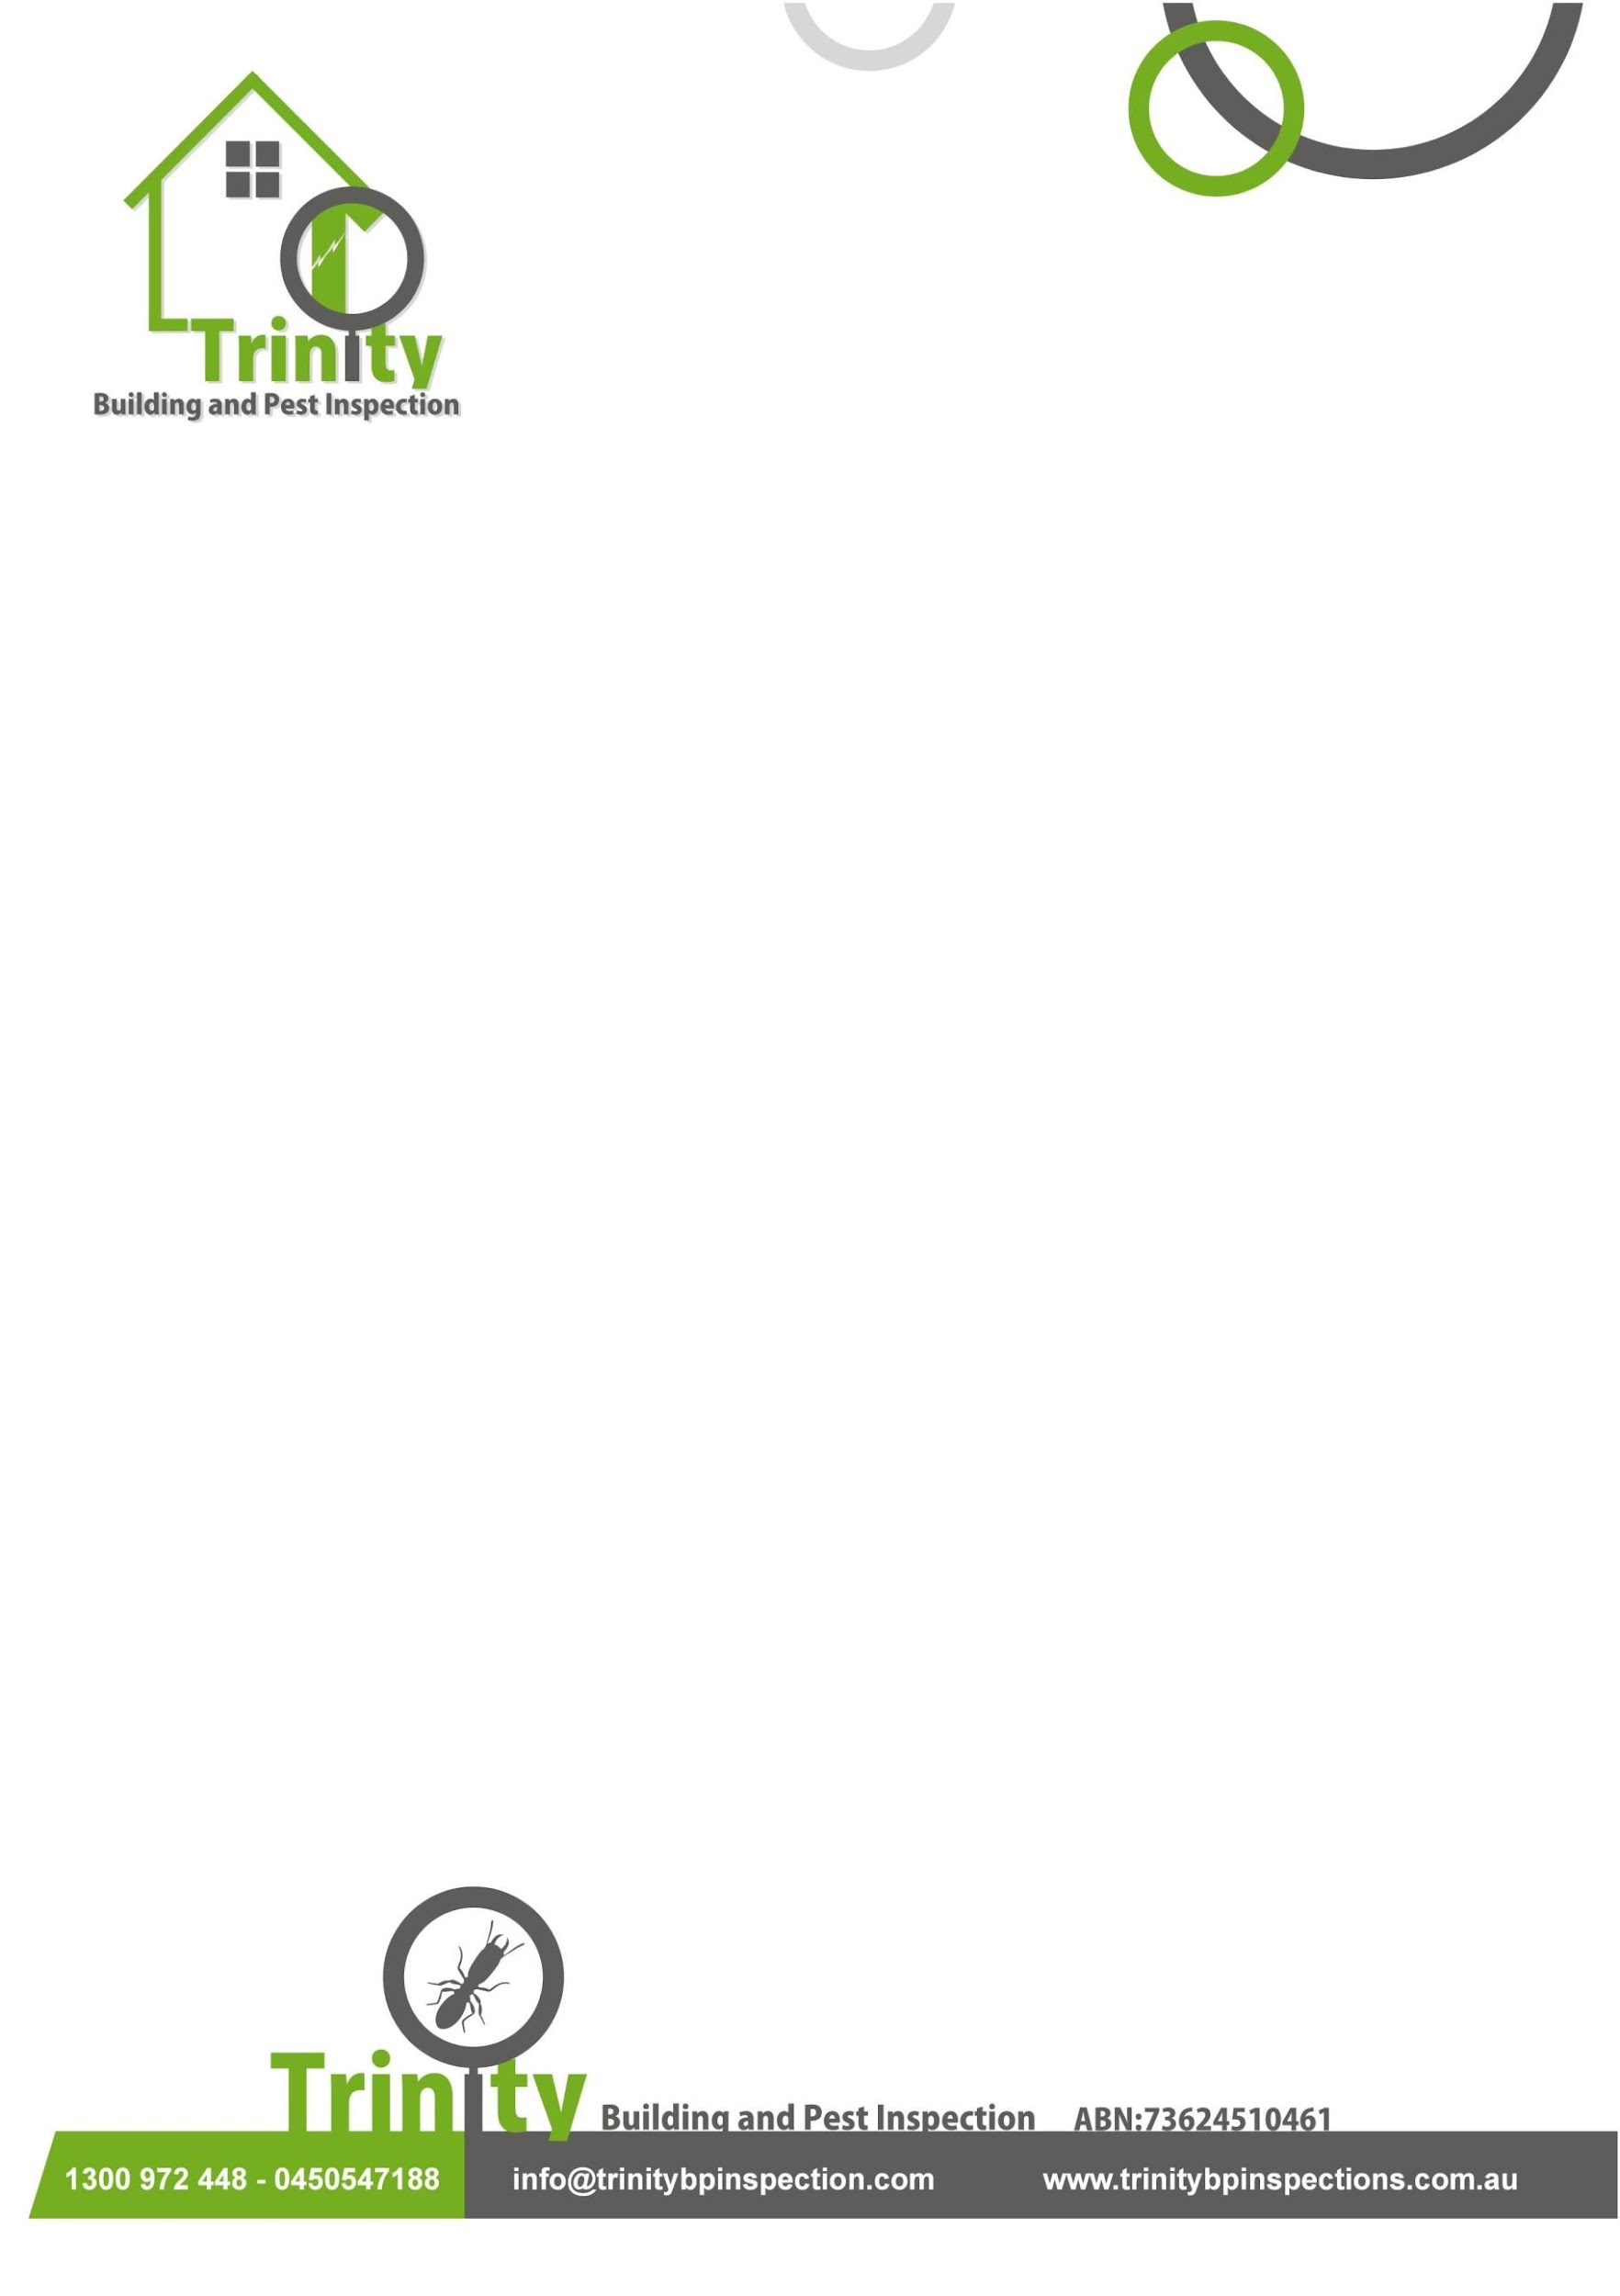 Trinity
Building and Pest Inspection
Trinity
Building and Pest Inspection ABN:73624510461
1300 972 448 - 0450547188 info@trinitybpinspection.com www.trinitybpinspections.com.au